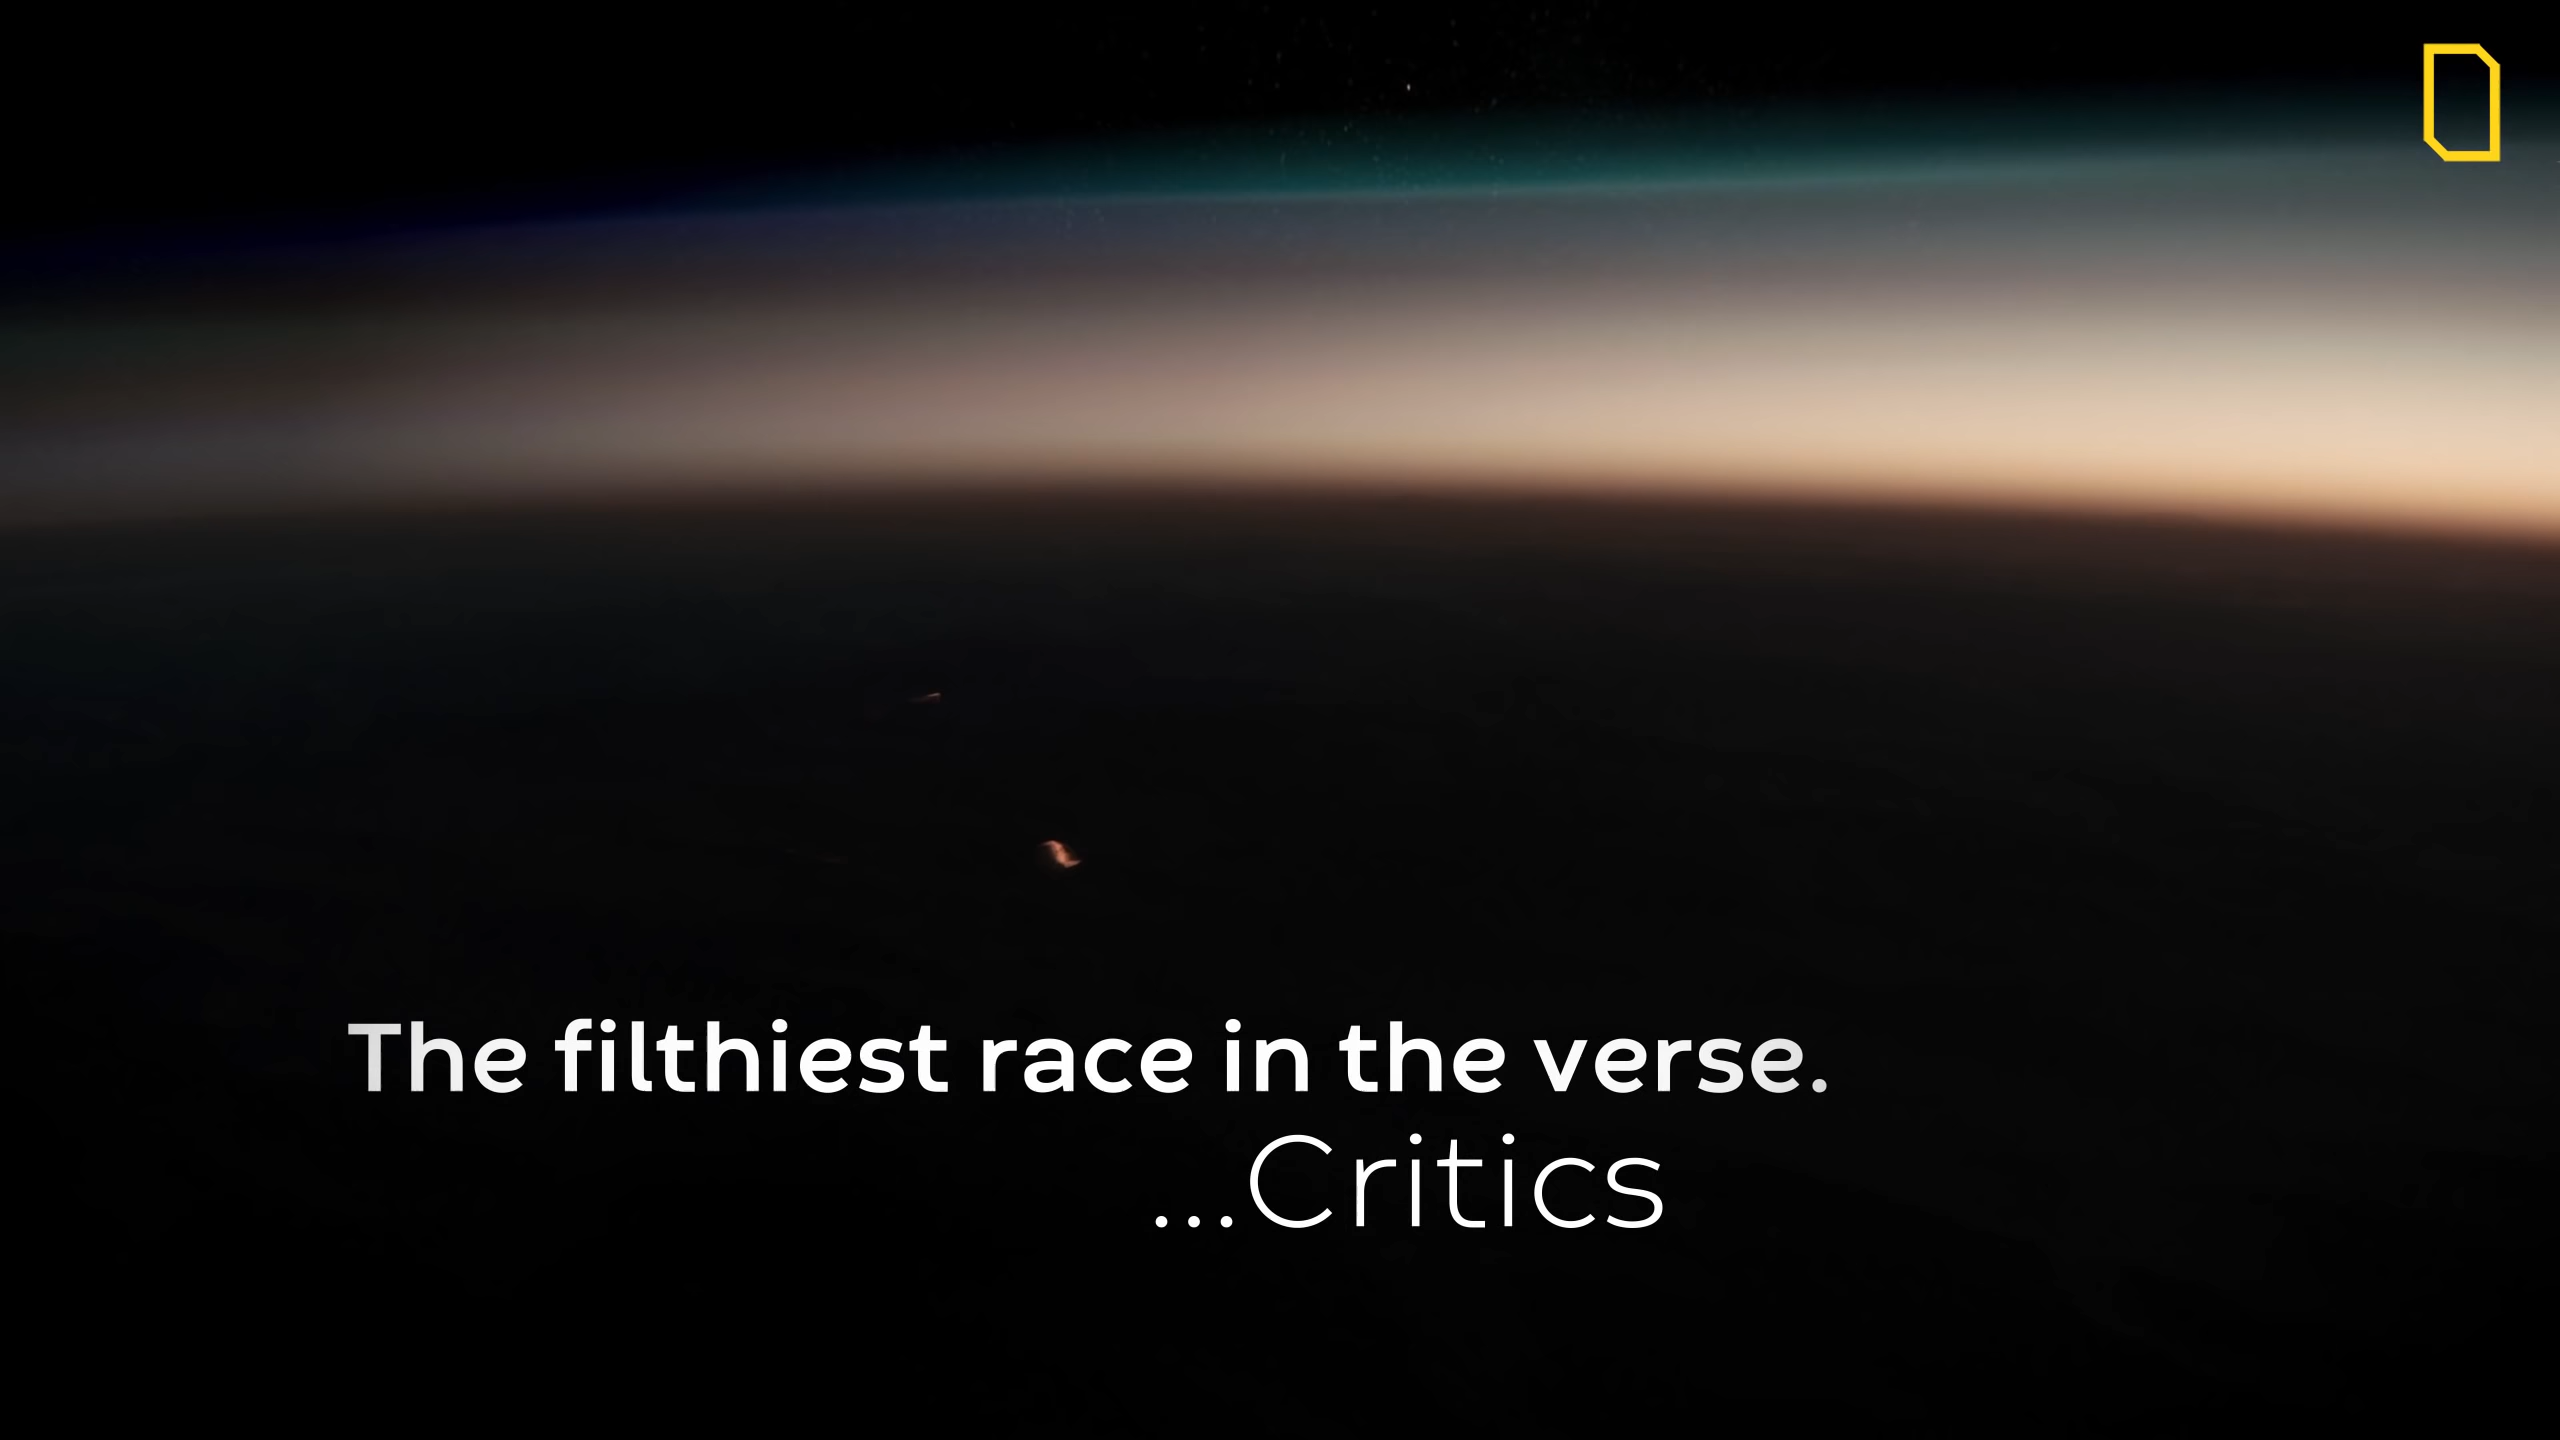 The filthiest race in the verse.
...Critics